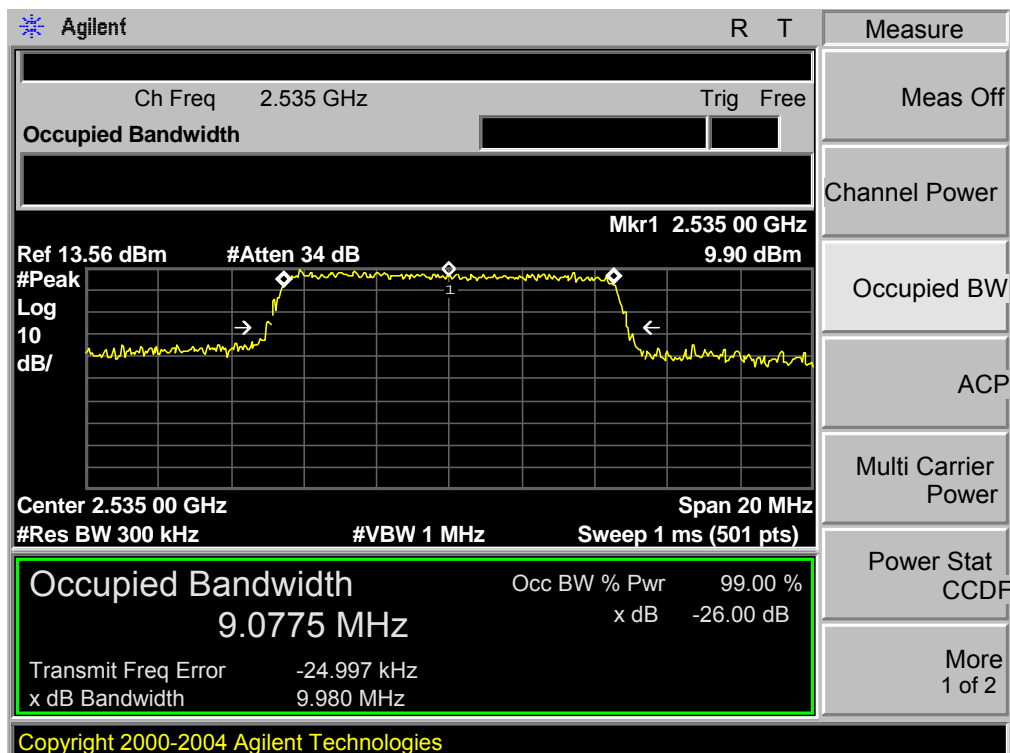 Agilent R T Measure
Ch Freq 2.535 GHz Trig Free
Occupied Bandwidth
Meas Off
Channel Power
Mkr1 2.535 00 GHz
Ref 13.56 dBm #Atten 34 dB 9.90 dBm
#Peak
Log
10
dB/
1
Occupied BW
ACP
Multi Carrier
Power
Center 2.535 00 GHz Span 20 MHz
#Res BW 300 kHz #VBW 1 MHz Sweep 1 ms (501 pts)
Power Stat
CCDF
Occupied Bandwidth Occ BW % Pwr 99.00 %
9.0775 MHz x dB -26.00 dB
Transmit Freq Error -24.997 kHz
x dB Bandwidth 9.980 MHz
More
1 of 2
Copyright 2000-2004 Agilent Technologies